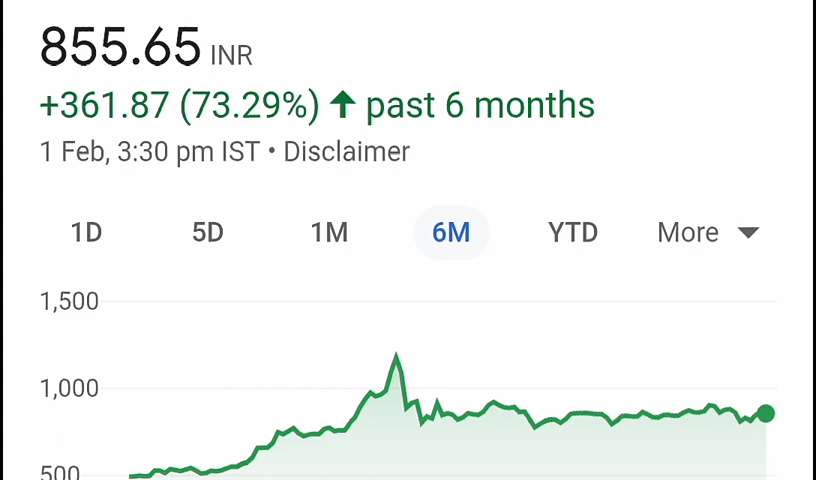 855.65 INR
+361.87 (73.29%) ↑ past 6 months
1 Feb, 3:30 pm IST • Disclaimer
1D 5D 1M 6M YTD More
1,500
1,000
500